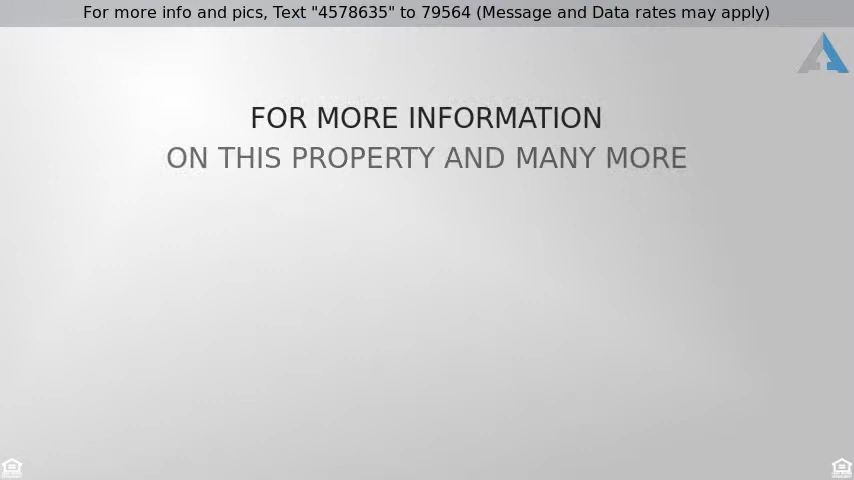 For more info and pics, Text "4578635" to 79564 (Message and Data rates may apply)
FOR MORE INFORMATION
ON THIS PROPERTY AND MANY MORE